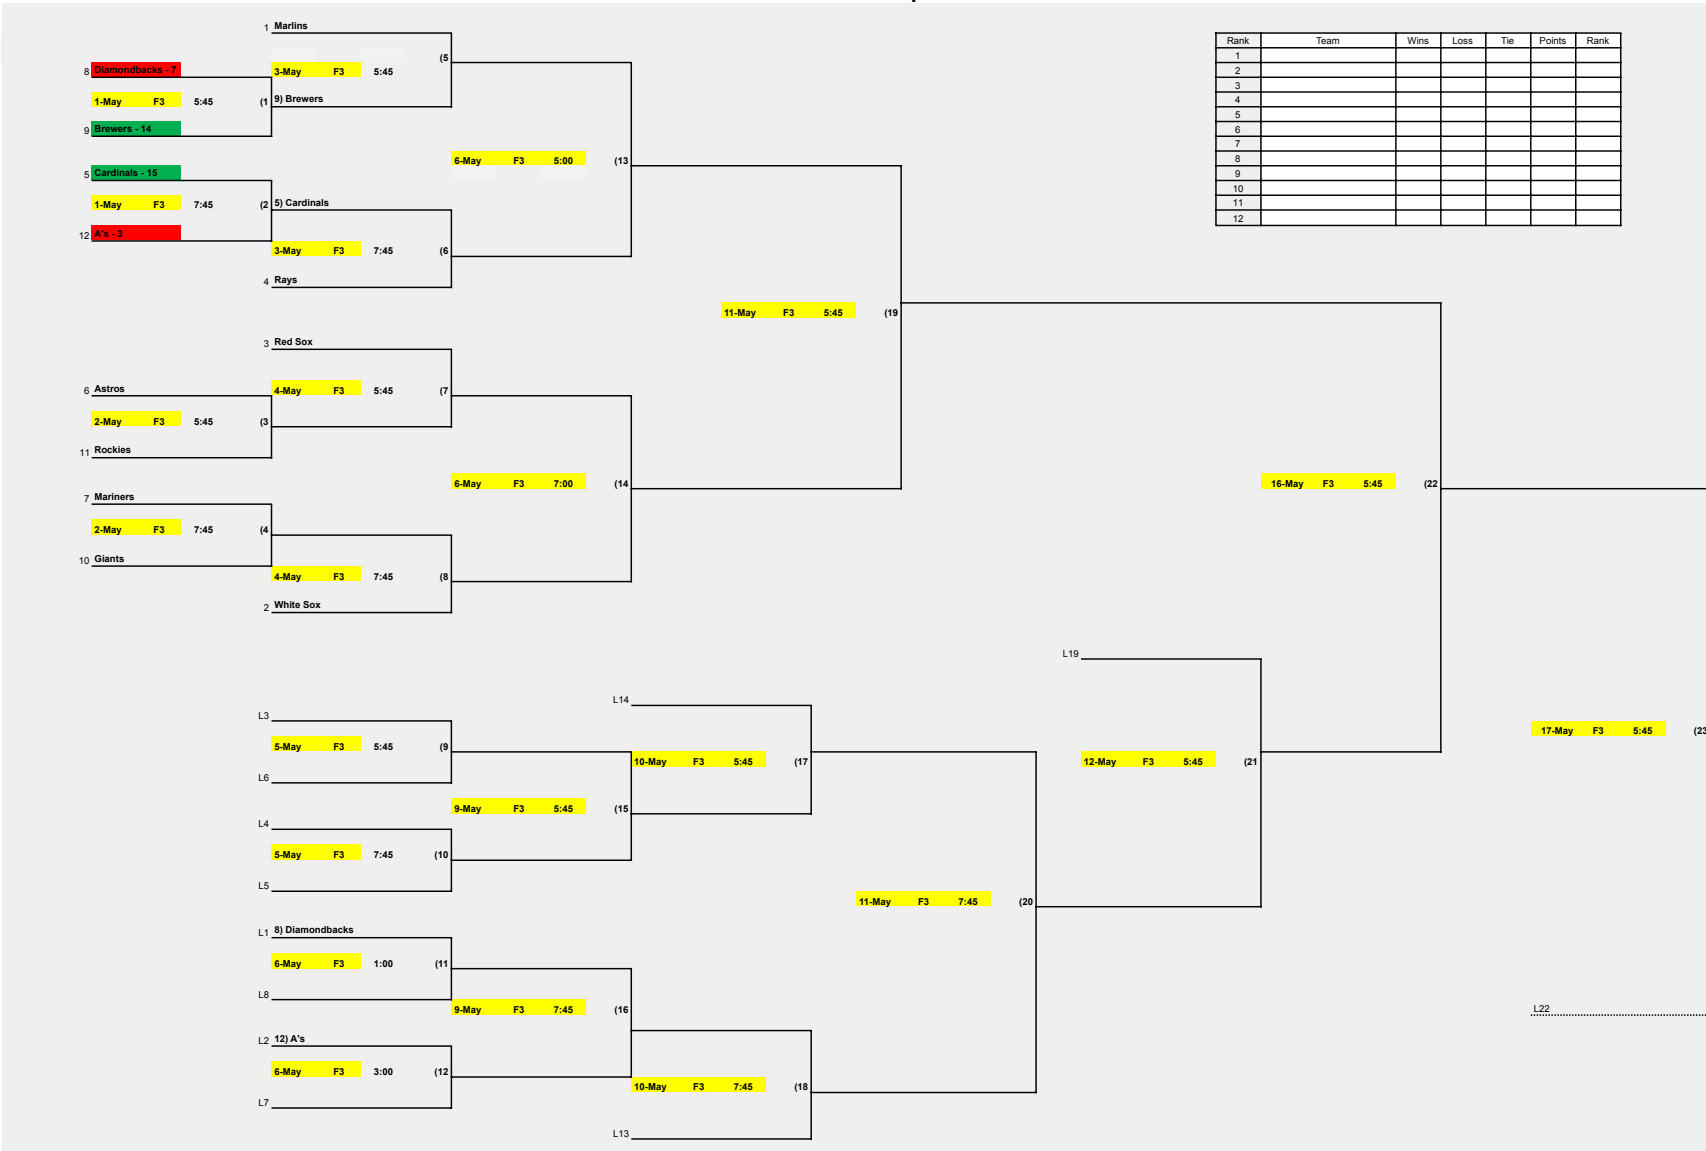 1 Marlins
(5
8 Diamondbacks - 7
3-May F3 5:45
1-May F3 5:45 (1
9) Brewers
9 Brewers - 14
6-May F3 5:00 (13
5 Cardinals - 15
1-May F3 7:45 (2
5) Cardinals
12 A's - 3
3-May F3 7:45 (6
4 Rays
Rank Team Wins Loss Tie Points Rank
1
2
3
4
5
6
7
8
9
10
11
12
11-May F3 5:45 (19
3 Red Sox
6 Astros
4-May F3 5:45 (7
2-May F3 5:45 (3
11 Rockies
6-May F3 7:00 (14
16-May F3 5:45 (22
7 Mariners
2-May F3 7:45 (4
10 Giants
4-May F3 7:45 (8
2 White Sox
L19
L14
L3
5-May F3 5:45 (9
L6
10-May F3 5:45 (17
12-May F3 5:45 (21
17-May F3 5:45 (23
9-May F3 5:45 (15
L4
5-May F3 7:45 (10
L5
11-May F3 7:45 (20
L1 8) Diamondbacks
6-May F3 1:00 (11
L8
9-May F3 7:45 (16
L22
L2 12) A's
6-May F3 3:00 (12
10-May F3 7:45 (18
L7
L13